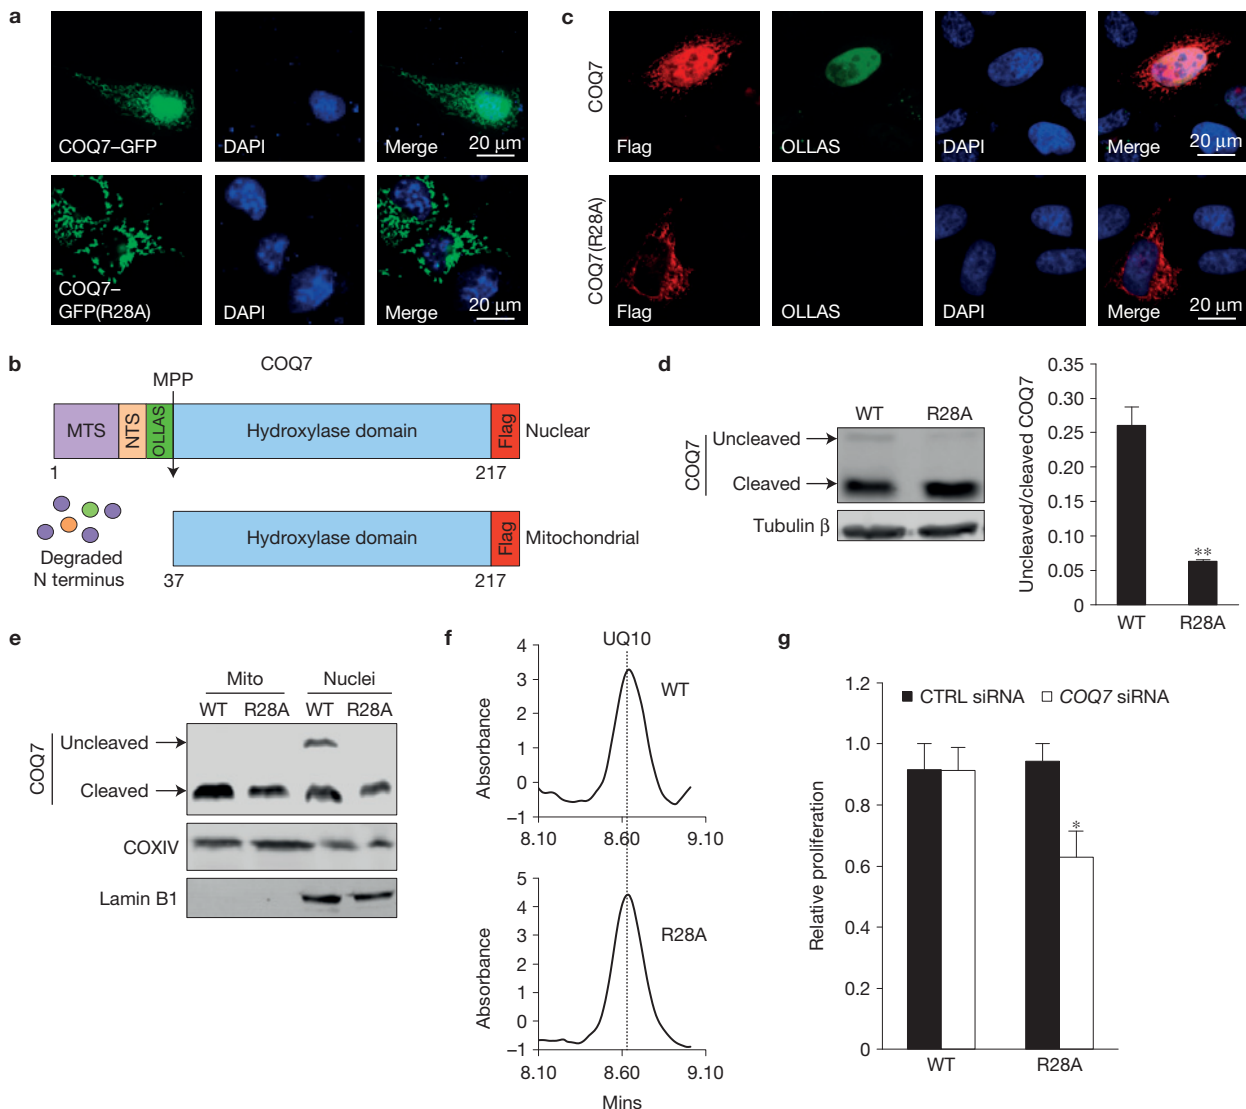 a
COQ7–GFP
DAPI
Merge
20 µm
COQ7–
GFP(R28A)
DAPI
Merge
20 µm
c
COQ7
Flag
OLLAS
DAPI
Merge
20 µm
COQ7(R28A)
Flag
OLLAS
DAPI
Merge
20 µm
b
COQ7
MPP
MTS
NTS
OLLAS
Hydroxylase domain
Flag
Nuclear
1
217
Degraded
N terminus
Hydroxylase domain
Flag
Mitochondrial
37
217
d
WT R28A
COQ7
Uncleaved
Cleaved
Tubulin β
Uncleaved/cleaved COQ7
0.35
0.30
0.25
0.20
0.15
0.10
0.05
0
**
WT R28A
e
Mito Nuclei
WT R28A WT R28A
COQ7
Uncleaved
Cleaved
COXIV
Lamin B1
f
UQ10
Absorbance
4
3
2
1
0
–1
WT
8.10 8.60 9.10
Absorbance
5
4
3
2
1
0
–1
R28A
8.10 8.60 9.10
Mins
g
Relative proliferation
1.2
1.0
0.8
0.6
0.4
0.2
0
CTRL siRNA COQ7 siRNA
*
WT R28A